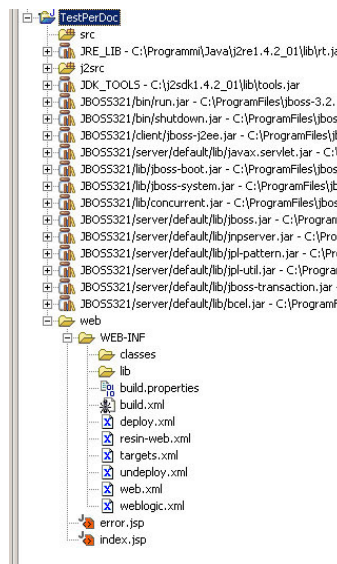 TestPerDoc
src
JRE_LIB - C:\Programmi\Java\j2re1.4.2_01\lib\rt.ja
j2src
JDK_TOOLS - C:\j2sdk1.4.2_01\lib\tools.jar
JBOSS321/bin/run.jar - C:\ProgramFiles\jboss-3.2.
JBOSS321/bin/shutdown.jar - C:\ProgramFiles\jbos
JBOSS321/client/jboss-j2ee.jar - C:\ProgramFiles\jb
JBOSS321/server/default/lib/javax.servlet.jar - C:\
JBOSS321/lib/jboss-boot.jar - C:\ProgramFiles\jbos
JBOSS321/lib/jboss-system.jar - C:\ProgramFiles\jb
JBOSS321/lib/concurrent.jar - C:\ProgramFiles\jbos
JBOSS321/server/default/lib/jboss.jar - C:\Program
JBOSS321/server/default/lib/jnpserver.jar - C:\Pro
JBOSS321/server/default/lib/jpl-pattern.jar - C:\Pr
JBOSS321/server/default/lib/jpl-util.jar - C:\Progra
JBOSS321/server/default/lib/jboss-transaction.jar -
JBOSS321/server/default/lib/bcel.jar - C:\ProgramF
web
WEB-INF
classes
lib
build.properties
build.xml
deploy.xml
resin-web.xml
targets.xml
undeploy.xml
web.xml
weblogic.xml
error.jsp
index.jsp